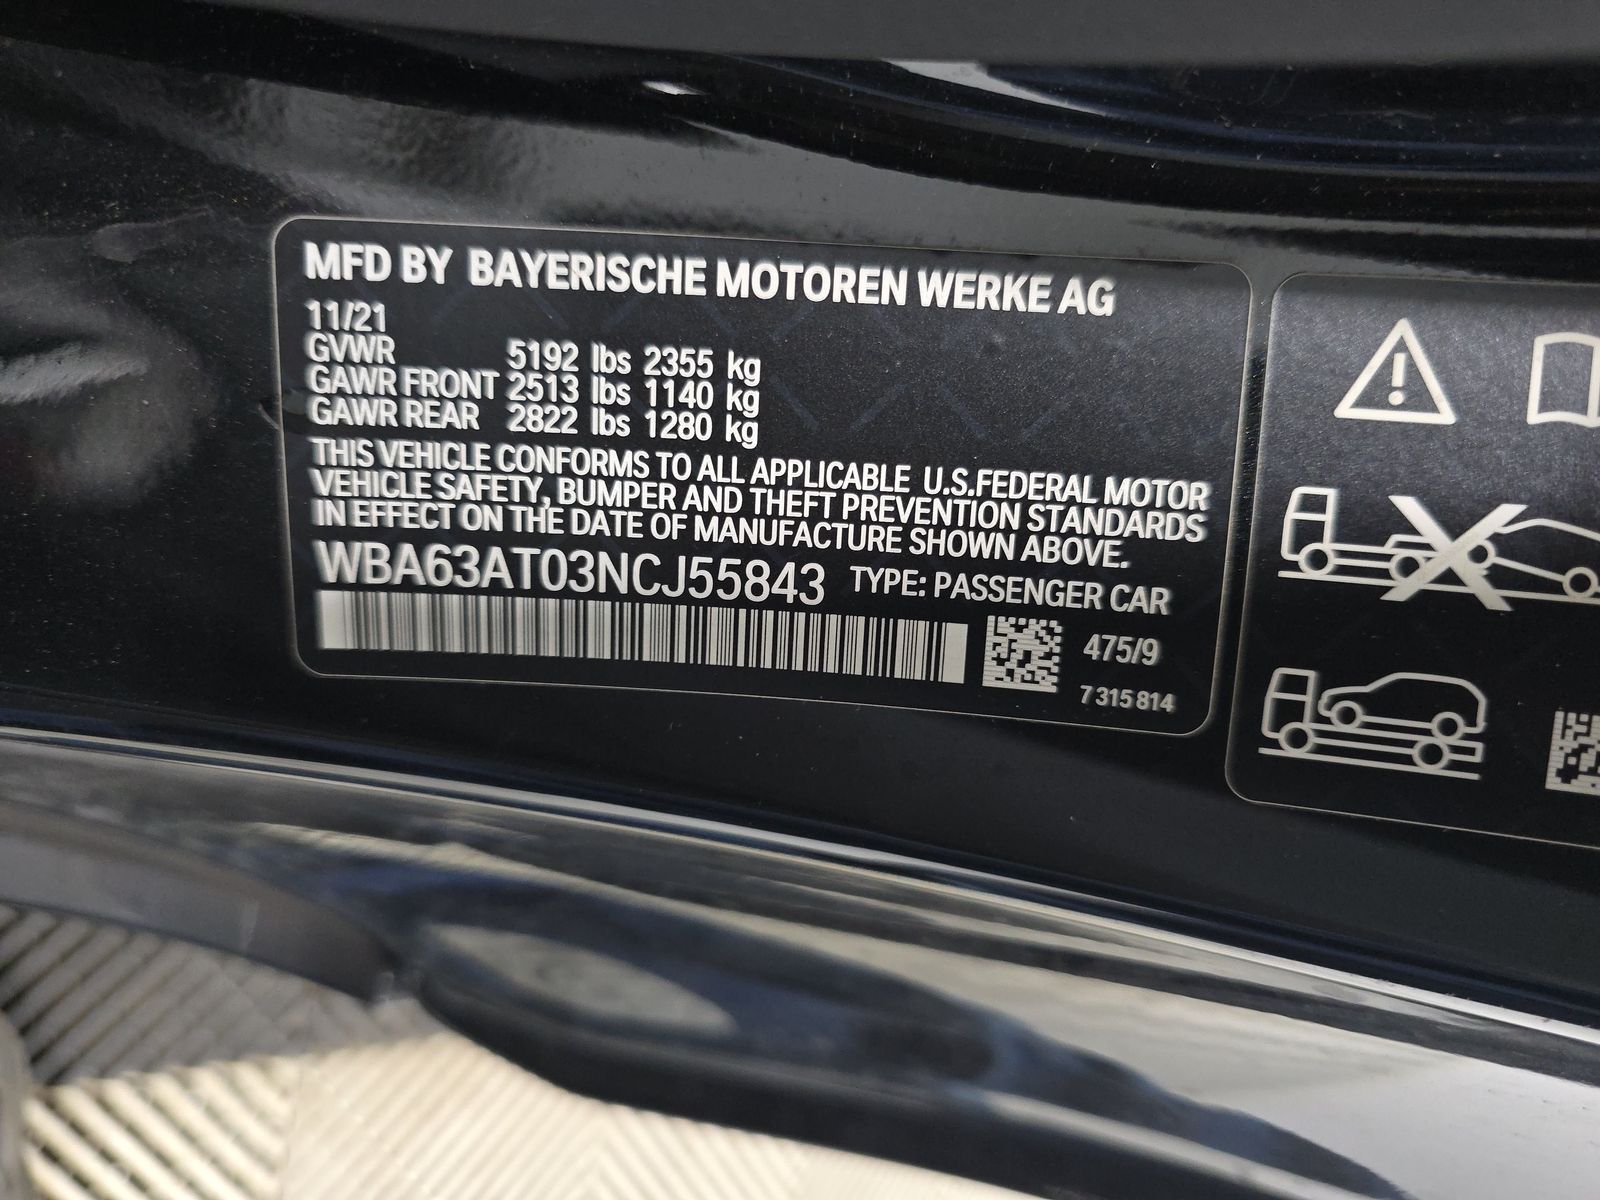 MFD BY BAYERISCHE MOTOREN WERKE AG
11/21
GVWR 5192 lbs 2355 kg
GAWR FRONT 2513 lbs 1140 kg
GAWR REAR 2822 lbs 1280 kg
THIS VEHICLE CONFORMS TO ALL APPLICABLE U.S.FEDERAL MOTOR
VEHICLE SAFETY, BUMPER AND THEFT PREVENTION STANDARDS
IN EFFECT ON THE DATE OF MANUFACTURE SHOWN ABOVE.
WBA63AT03NCJ55843 TYPE: PASSENGER CAR
475/9
7 315 814